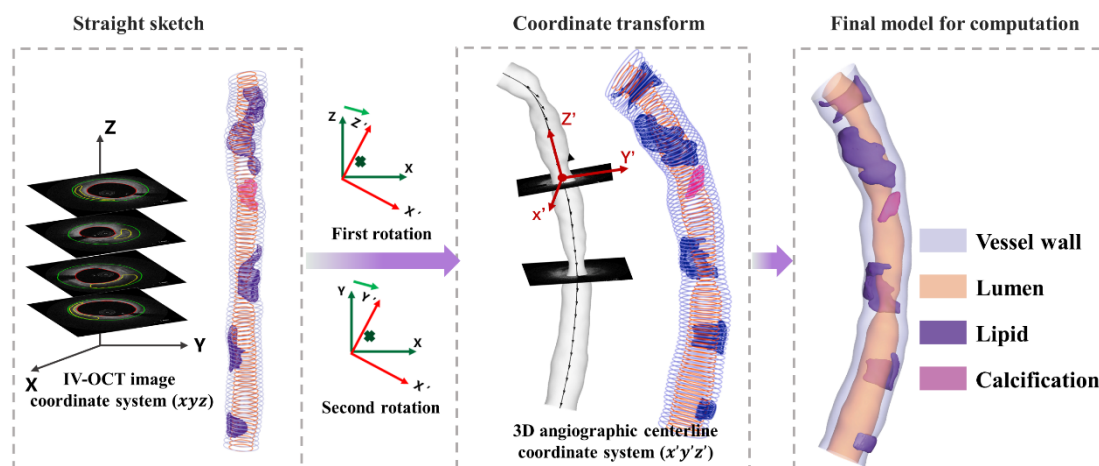 Straight sketch
Coordinate transform
Final model for computation
Z
Y
X
IV-OCT image
coordinate system (xyz)
Z
Z'
X
X'
First rotation
Y
Y'
X
X'
Second rotation
Z'
Y'
x'
3D angiographic centerline
coordinate system (x'y'z')
Vessel wall
Lumen
Lipid
Calcification